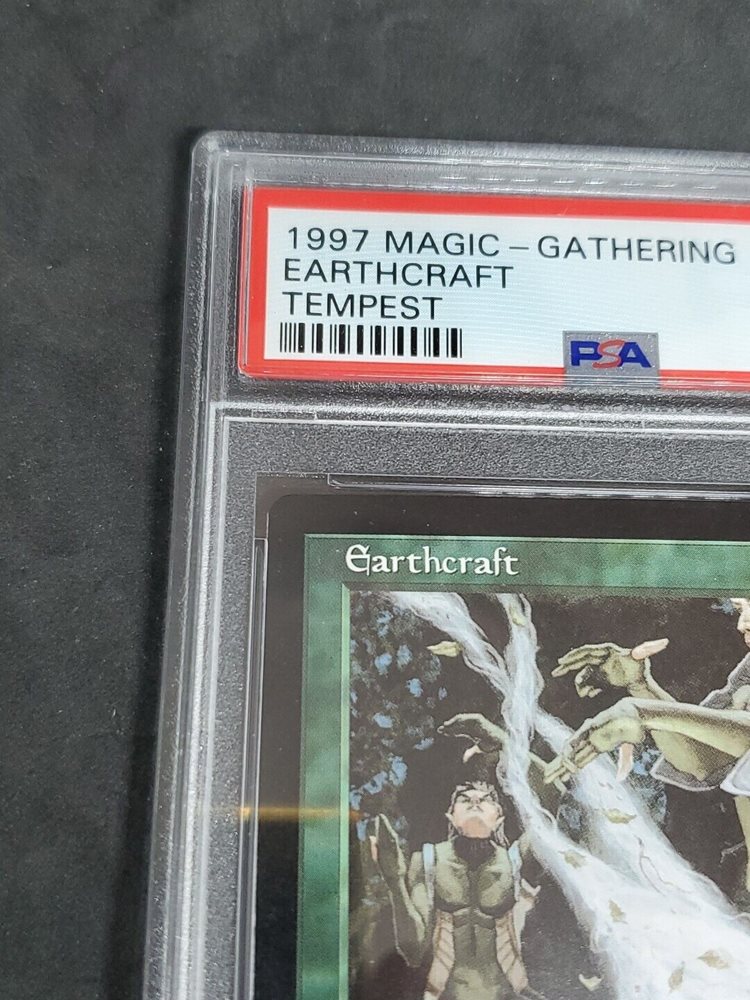 1997 MAGIC – GATHERING
EARTHCRAFT
TEMPEST
PSA
Earthcraft